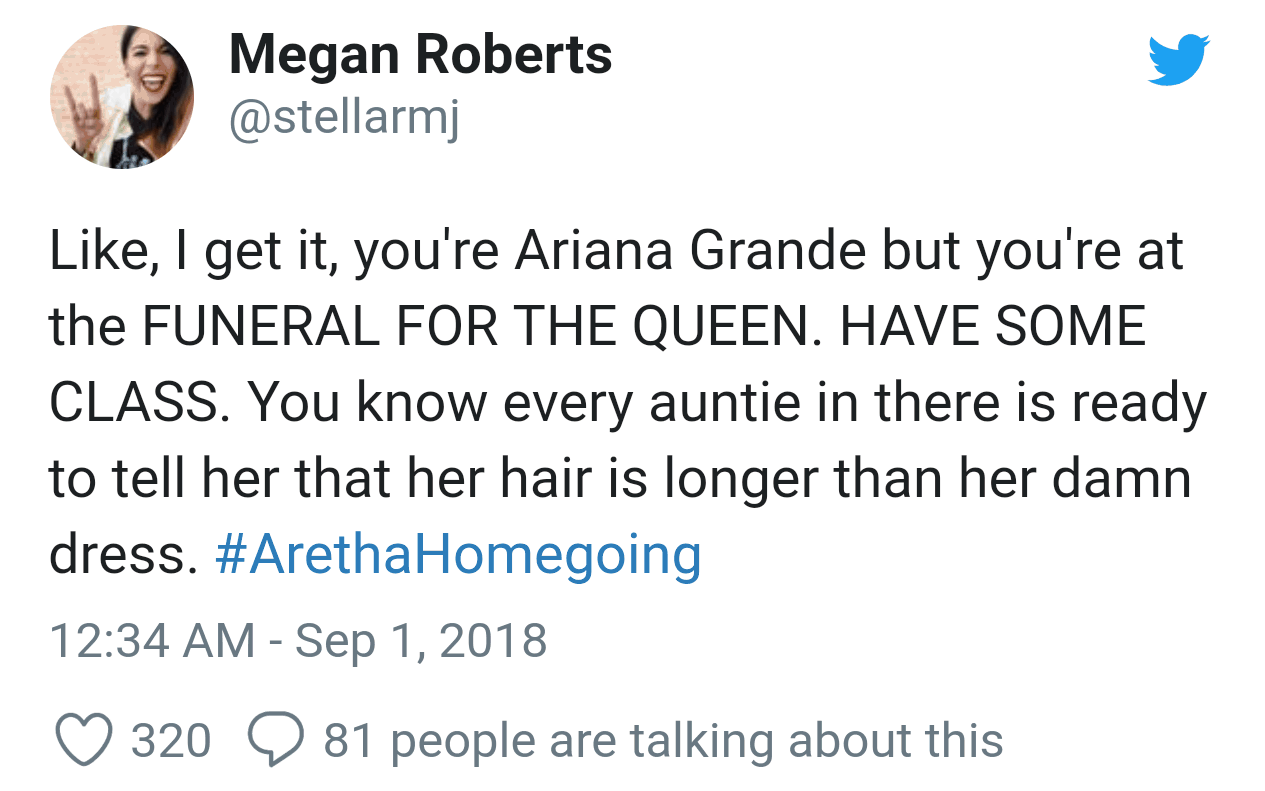 Megan Roberts
@stellarmj
Like, I get it, you're Ariana Grande but you're at
the FUNERAL FOR THE QUEEN. HAVE SOME
CLASS. You know every auntie in there is ready
to tell her that her hair is longer than her damn
dress. #ArethaHomegoing
12:34 AM - Sep 1, 2018
320 81 people are talking about this